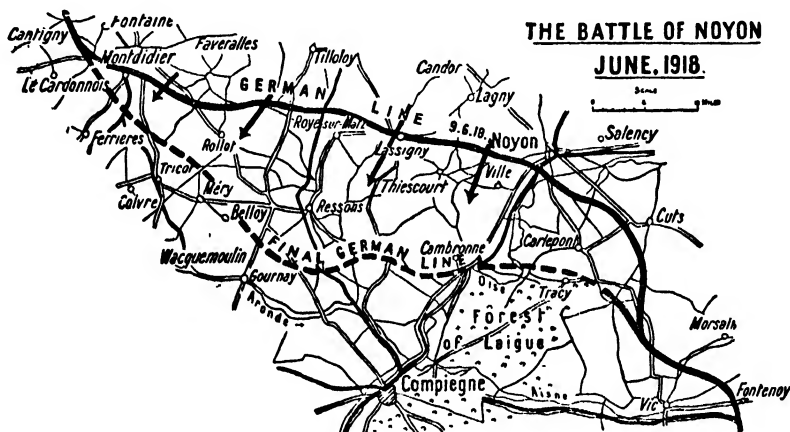 THE BATTLE OF NOYON
JUNE, 1918.
Fontaine
Cantigny
Montdidier
Faveralles
Tilloloy
Le Cardonnois
GERMAN LINE
Candor
Lagny
9.6.18.
Noyon
Salency
Ferrieres
Rollot
Roye-sur-Matz
Lassigny
Ville
Tricot
Thiescourt
Coivre
Méry
Belloy
Ressons
Cuts
Wacquemoulin
FINAL GERMAN LINE
Cambronne
Carlepont
Gournay
Oise
Tracy
Aronde
Forest
of Laigue
Morsain
Compiegne
Aisne
Vic
Fontenoy